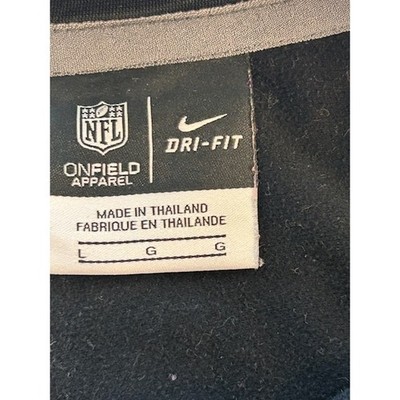 NFL
ONFIELD
APPAREL
DRI-FIT
MADE IN THAILAND
FABRIQUE EN THAILANDE
L G G